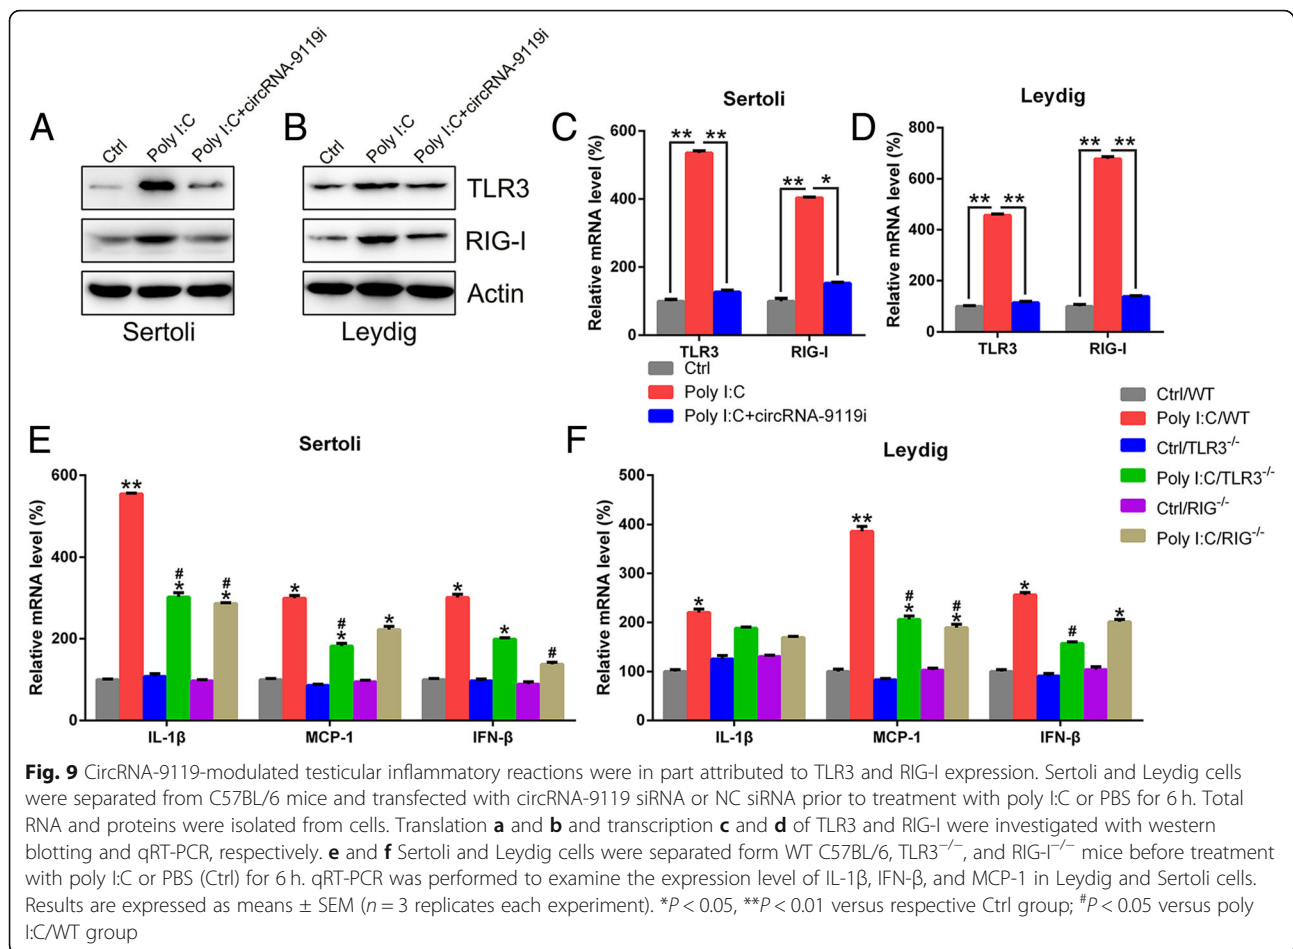 A
Ctrl
Poly I:C
Poly I:C+circRNA-9119i
B
Ctrl
Poly I:C
Poly I:C+circRNA-9119i
TLR3
RIG-I
Actin
Sertoli
Leydig
C
Sertoli
Relative mRNA level (%)
600
400
200
0
** **
** *
TLR3
RIG-I
Ctrl
Poly I:C
Poly I:C+circRNA-9119i
D
Leydig
Relative mRNA level (%)
800
600
400
200
0
** **
** **
TLR3
RIG-I
Ctrl/WT
Poly I:C/WT
Ctrl/TLR3-/-
Poly I:C/TLR3-/-
Ctrl/RIG-/-
Poly I:C/RIG-/-
E
Sertoli
Relative mRNA level (%)
600
400
200
0
**
#
*
#
*
*
#
*
*
*
*
#
IL-1β
MCP-1
IFN-β
F
Leydig
Relative mRNA level (%)
500
400
300
200
100
0
*
**
#
*
#
*
*
#
*
IL-1β
MCP-1
IFN-β
Fig. 9 CircRNA-9119-modulated testicular inflammatory reactions were in part attributed to TLR3 and RIG-I expression. Sertoli and Leydig cells
were separated from C57BL/6 mice and transfected with circRNA-9119 siRNA or NC siRNA prior to treatment with poly I:C or PBS for 6 h. Total
RNA and proteins were isolated from cells. Translation a and b and transcription c and d of TLR3 and RIG-I were investigated with western
blotting and qRT-PCR, respectively. e and f Sertoli and Leydig cells were separated form WT C57BL/6, TLR3−/−, and RIG-I−/− mice before treatment
with poly I:C or PBS (Ctrl) for 6 h. qRT-PCR was performed to examine the expression level of IL-1β, IFN-β, and MCP-1 in Leydig and Sertoli cells.
Results are expressed as means ± SEM (n = 3 replicates each experiment). *P < 0.05, **P < 0.01 versus respective Ctrl group; #P < 0.05 versus poly
I:C/WT group